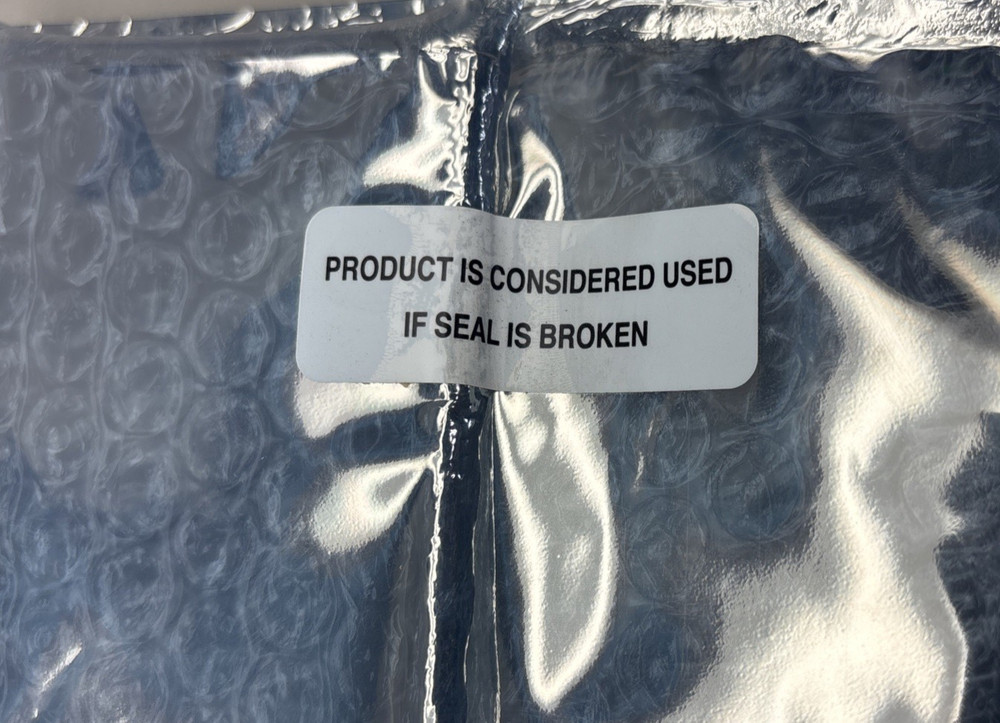 PRODUCT IS CONSIDERED USED
IF SEAL IS BROKEN